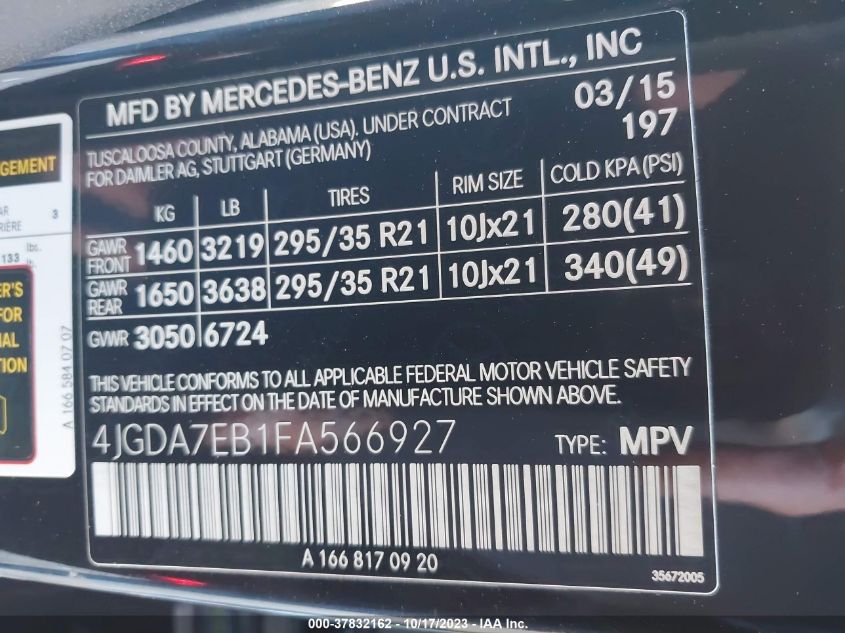 MFD BY MERCEDES-BENZ U.S. INTL., INC
03/15
TUSCALOOSA COUNTY, ALABAMA (USA). UNDER CONTRACT
197
FOR DAIMLER AG, STUTTGART (GERMANY)
KG LB TIRES RIM SIZE COLD KPA (PSI)
GAWR FRONT 1460 3219 295/35 R21 10Jx21 280(41)
GAWR REAR 1650 3638 295/35 R21 10Jx21 340(49)
GVWR 3050 6724
THIS VEHICLE CONFORMS TO ALL APPLICABLE FEDERAL MOTOR VEHICLE SAFETY
STANDARDS IN EFFECT ON THE DATE OF MANUFACTURE SHOWN ABOVE.
4JGDA7EB1FA566927 TYPE: MPV
A 166 817 09 20
35672005
3
lbs.
133
FOR
A 166 584 07 07
000-37832162 - 10/17/2023 - IAA Inc.